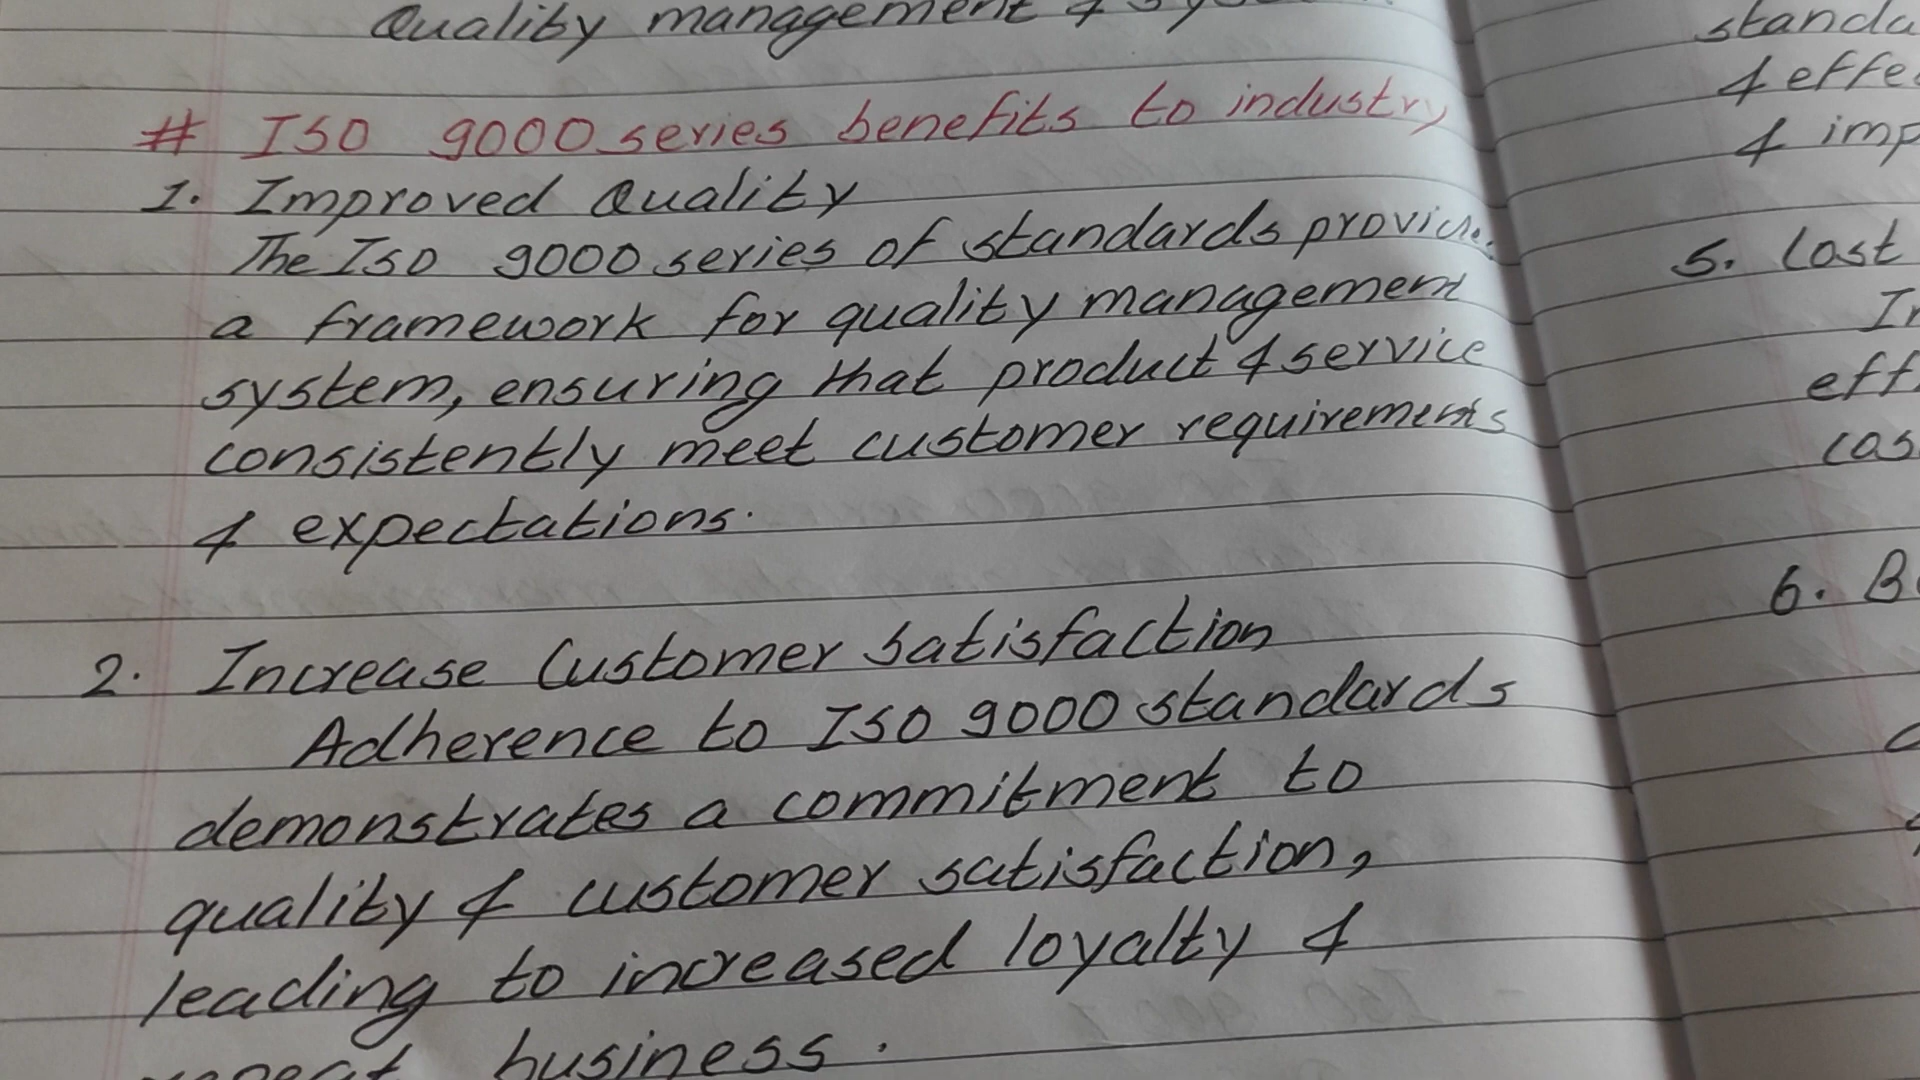 Quality management &
# ISO 9000 series benefits to industry
1. Improved Quality
The ISO 9000 series of standards provide
a framework for quality management
system, ensuring that product & service
consistently meet customer requirements
& expectations.
2. Increase Customer Satisfaction
Adherence to ISO 9000 standards
demonstrates a commitment to
quality & customer satisfaction,
leading to increased loyalty &
repeat business.
standa
& effe
& imp
5. Cost
In
eff
cos
6. B